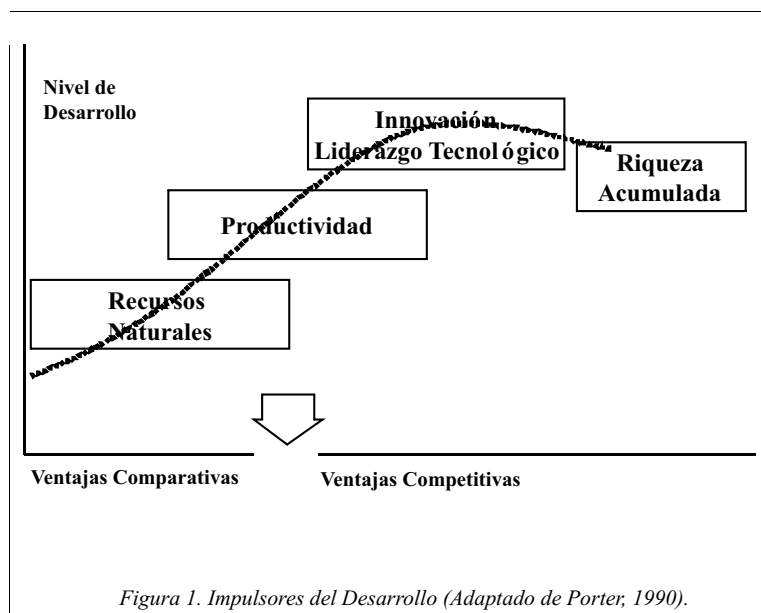 Nivel de
Desarrollo
Innovación
Liderazgo Tecnológico
Riqueza
Acumulada
Productividad
Recursos
Naturales
Ventajas Comparativas
Ventajas Competitivas
Figura 1. Impulsores del Desarrollo (Adaptado de Porter, 1990).